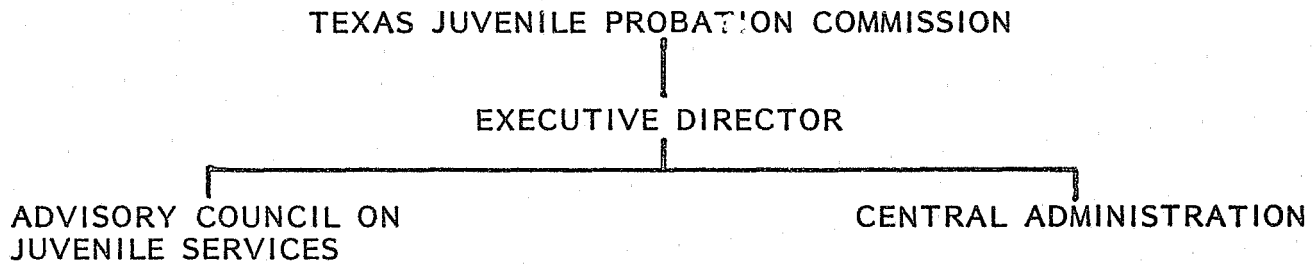 TEXAS JUVENILE PROBATION COMMISSION
EXECUTIVE DIRECTOR
ADVISORY COUNCIL ON
JUVENILE SERVICES
CENTRAL ADMINISTRATION